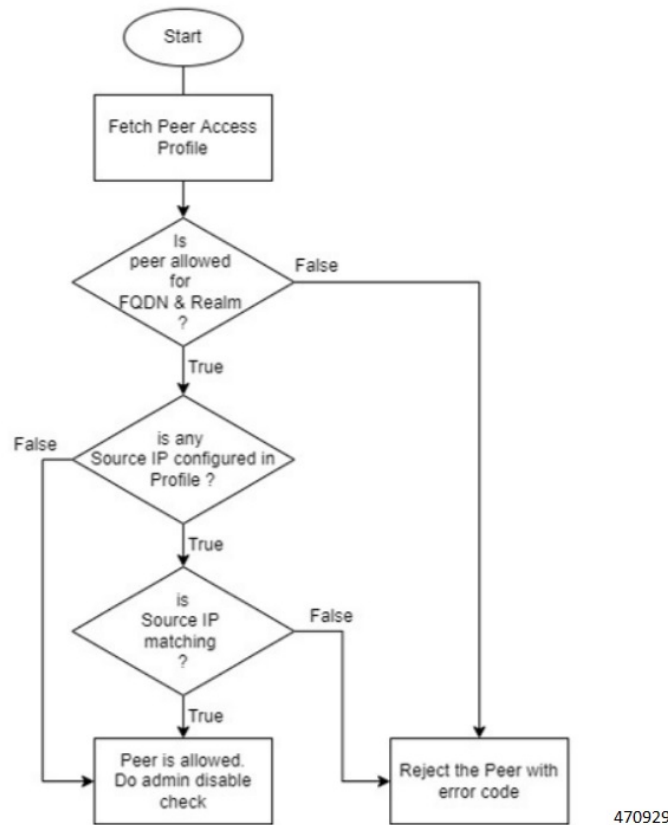 Start
Fetch Peer Access
Profile
Is
peer allowed
for
FQDN & Realm
?
False
True
is any
Source IP configured in
Profile ?
False
True
is
Source IP
matching
?
False
True
Peer is allowed.
Do admin disable
check
Reject the Peer with
error code
470929